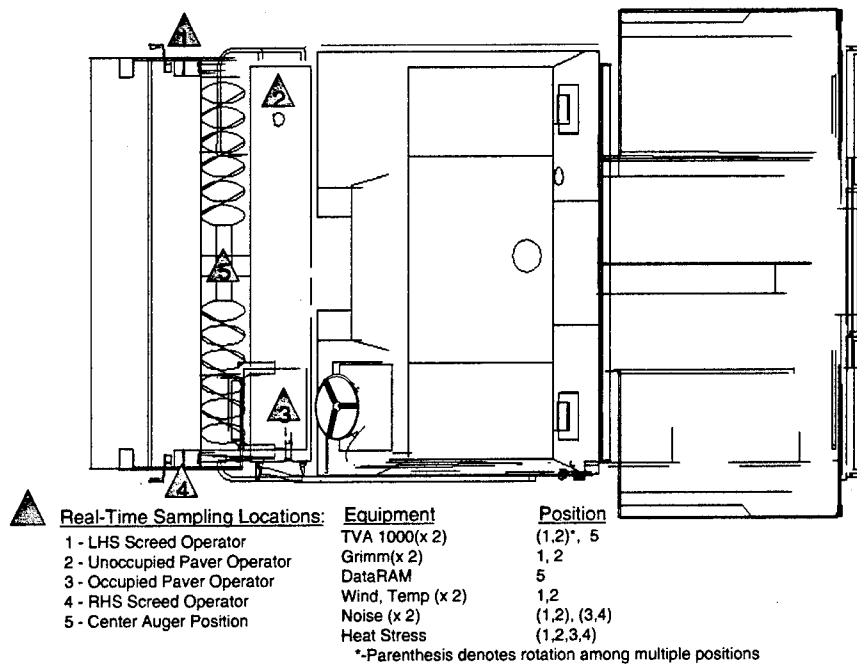 1
2
5
3
4
Real-Time Sampling Locations:
1 - LHS Screed Operator
2 - Unoccupied Paver Operator
3 - Occupied Paver Operator
4 - RHS Screed Operator
5 - Center Auger Position
Equipment Position
TVA 1000(x 2) (1,2)*, 5
Grimm(x 2) 1, 2
DataRAM 5
Wind, Temp (x 2) 1,2
Noise (x 2) (1,2), (3,4)
Heat Stress (1,2,3,4)
*-Parenthesis denotes rotation among multiple positions